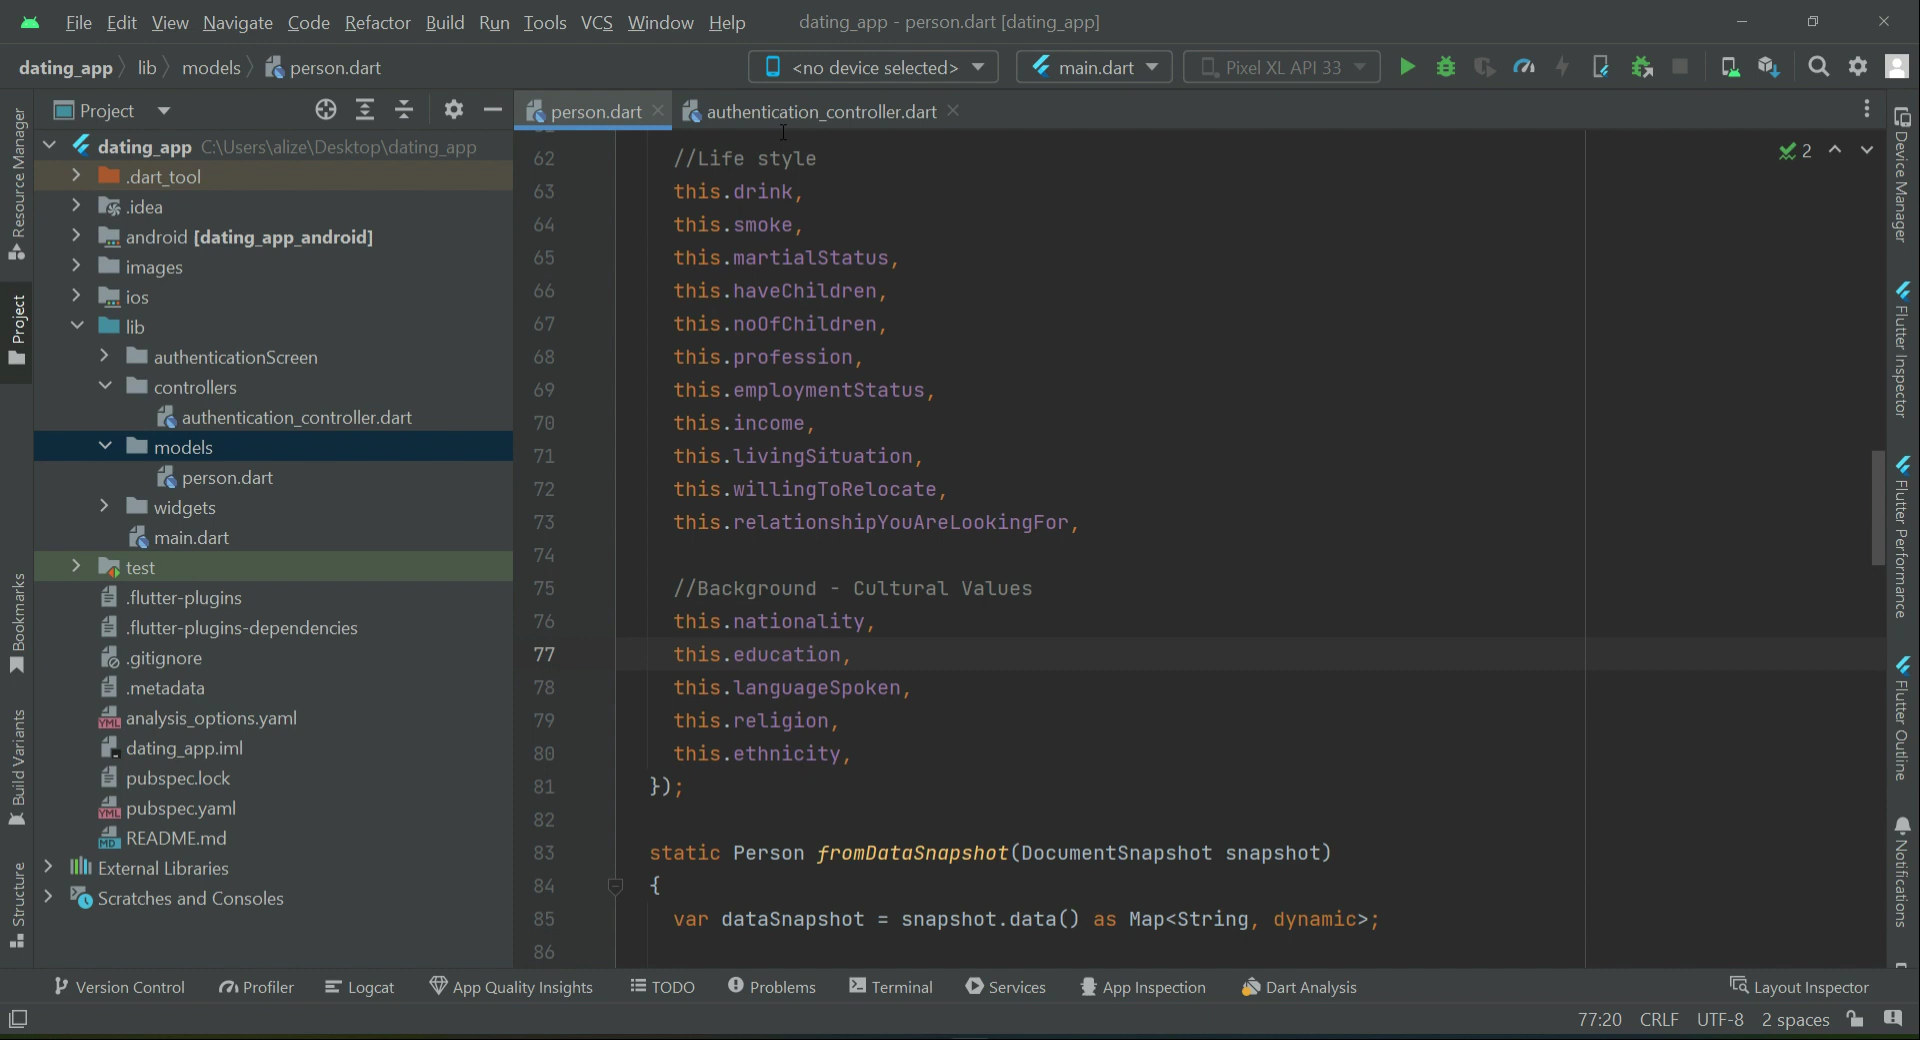 File Edit View Navigate Code Refactor Build Run Tools VCS Window Help dating_app - person.dart [dating_app]
dating_app lib models person.dart <no device selected> main.dart Pixel XL API 33
Project person.dart authentication_controller.dart
dating_app C:\Users\alize\Desktop\dating_app
.dart_tool
.idea
android [dating_app_android]
images
ios
lib
authenticationScreen
controllers
authentication_controller.dart
models
person.dart
widgets
main.dart
test
.flutter-plugins
.flutter-plugins-dependencies
.gitignore
.metadata
analysis_options.yaml
dating_app.iml
pubspec.lock
pubspec.yaml
README.md
External Libraries
Scratches and Consoles
Resource Manager
Project
Bookmarks
Build Variants
Structure
2
62 //Life style
63 this.drink,
64 this.smoke,
65 this.martialStatus,
66 this.haveChildren,
67 this.noOfChildren,
68 this.profession,
69 this.employmentStatus,
70 this.income,
71 this.livingSituation,
72 this.willingToRelocate,
73 this.relationshipYouAreLookingFor,
74
75 //Background - Cultural Values
76 this.nationality,
77 this.education,
78 this.languageSpoken,
79 this.religion,
80 this.ethnicity,
81 });
82
83 static Person fromDataSnapshot(DocumentSnapshot snapshot)
84 {
85 var dataSnapshot = snapshot.data() as Map<String, dynamic>;
86
Device Manager
Flutter Inspector
Flutter Performance
Flutter Outline
Notifications
Version Control Profiler Logcat App Quality Insights TODO Problems Terminal Services App Inspection Dart Analysis Layout Inspector
77:20 CRLF UTF-8 2 spaces